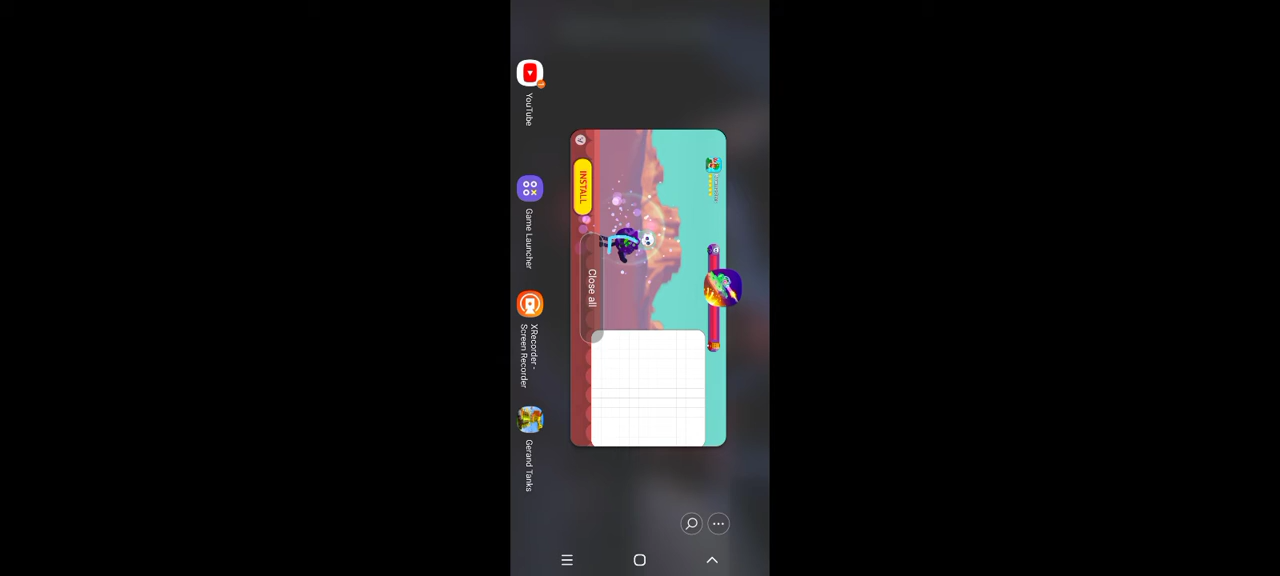 INSTALL
Close all
YouTube
Game Launcher
XRecorder -
Screen Recorder
Gerand Tanks